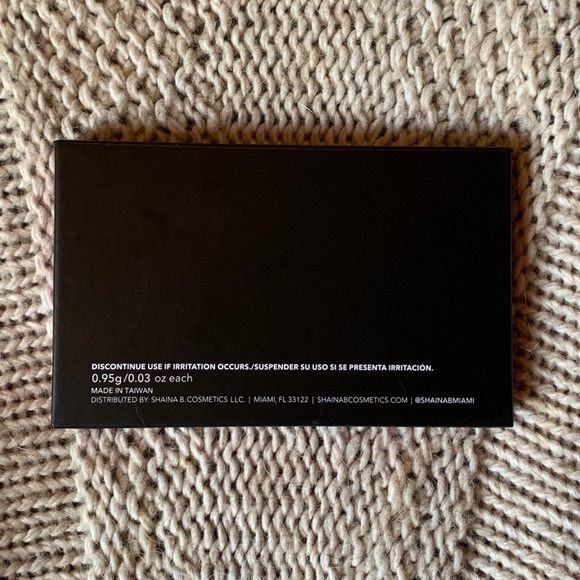 DISCONTINUE USE IF IRRITATION OCCURS./SUSPENDER SU USO SI SE PRESENTA IRRITACIÓN.
0.95g/0.03 oz each
MADE IN TAIWAN
DISTRIBUTED BY: SHAINA B. COSMETICS LLC. | MIAMI, FL 33122 | SHAINABCOSMETICS.COM | @SHAINABMIAMI